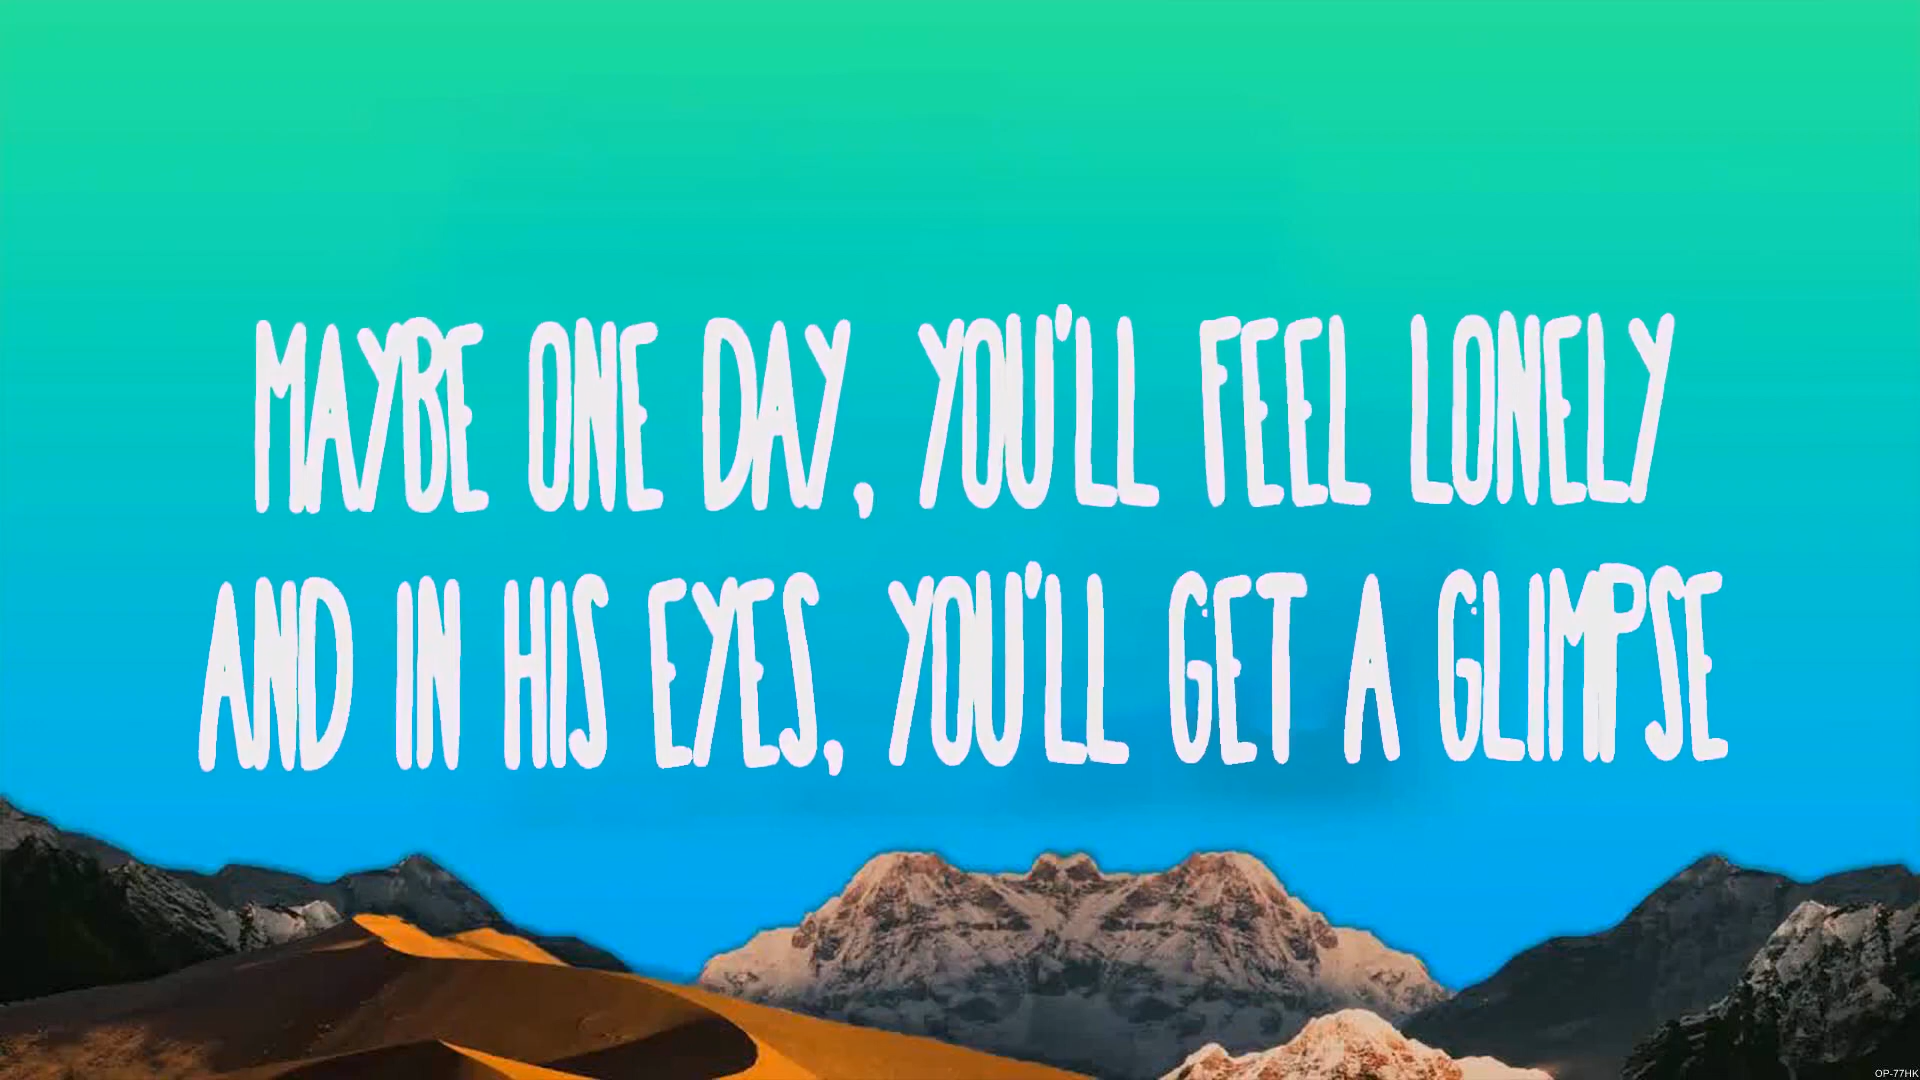 MAYBE ONE DAY, YOU'LL FEEL LONELY
AND IN HIS EYES, YOU'LL GET A GLIMPSE
OP-77HK